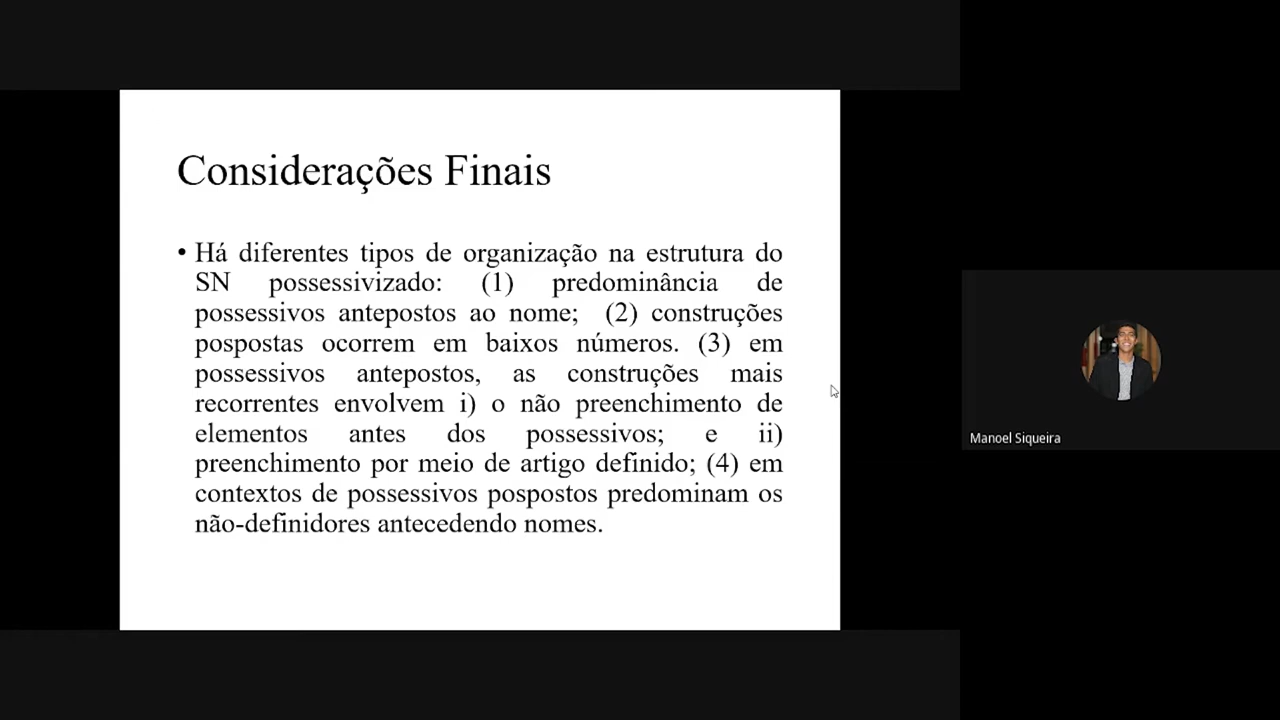 Considerações Finais
• Há diferentes tipos de organização na estrutura do
SN possessivizado: (1) predominância de
possessivos antepostos ao nome; (2) construções
pospostas ocorrem em baixos números. (3) em
possessivos antepostos, as construções mais
recorrentes envolvem i) o não preenchimento de
elementos antes dos possessivos; e ii)
preenchimento por meio de artigo definido; (4) em
contextos de possessivos pospostos predominam os
não-definidores antecedendo nomes.
Manoel Siqueira